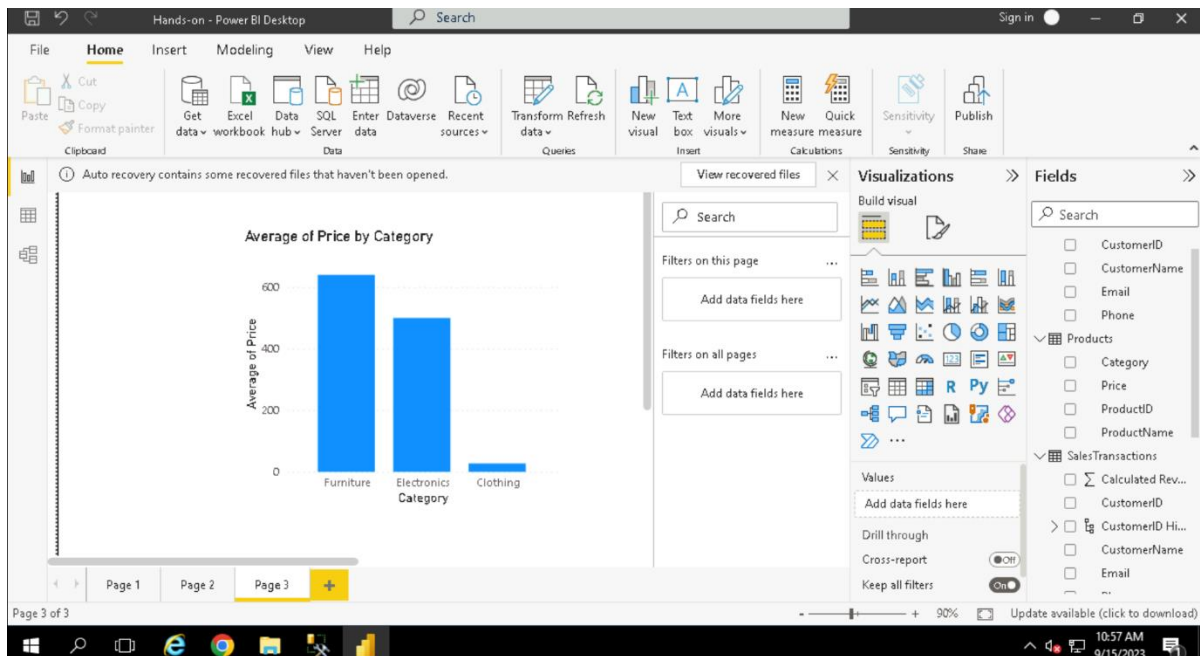 Hands-on - Power BI Desktop
Search
Sign in
File Home Insert Modeling View Help
Paste
Cut
Copy
Format painter
Clipboard
Get data
Excel workbook
Data hub
SQL Server
Enter data
Dataverse
Recent sources
Data
Transform data
Refresh
Queries
New visual
Text box
More visuals
Insert
New measure
Quick measure
Calculations
Sensitivity
Sensitivity
Publish
Share
Auto recovery contains some recovered files that haven't been opened.
View recovered files
Average of Price by Category
600
400
200
0
Average of Price
Furniture Electronics Clothing
Category
Search
Filters on this page ...
Add data fields here
Filters on all pages ...
Add data fields here
Visualizations
Build visual
123
R Py
...
Values
Add data fields here
Drill through
Cross-report Off
Keep all filters On
Fields
Search
CustomerID
CustomerName
Email
Phone
Products
Category
Price
ProductID
ProductName
SalesTransactions
Calculated Rev...
CustomerID
CustomerID Hi...
CustomerName
Email
Page 1 Page 2 Page 3 +
Page 3 of 3
- + 90%
Update available (click to download)
10:57 AM
9/15/2023